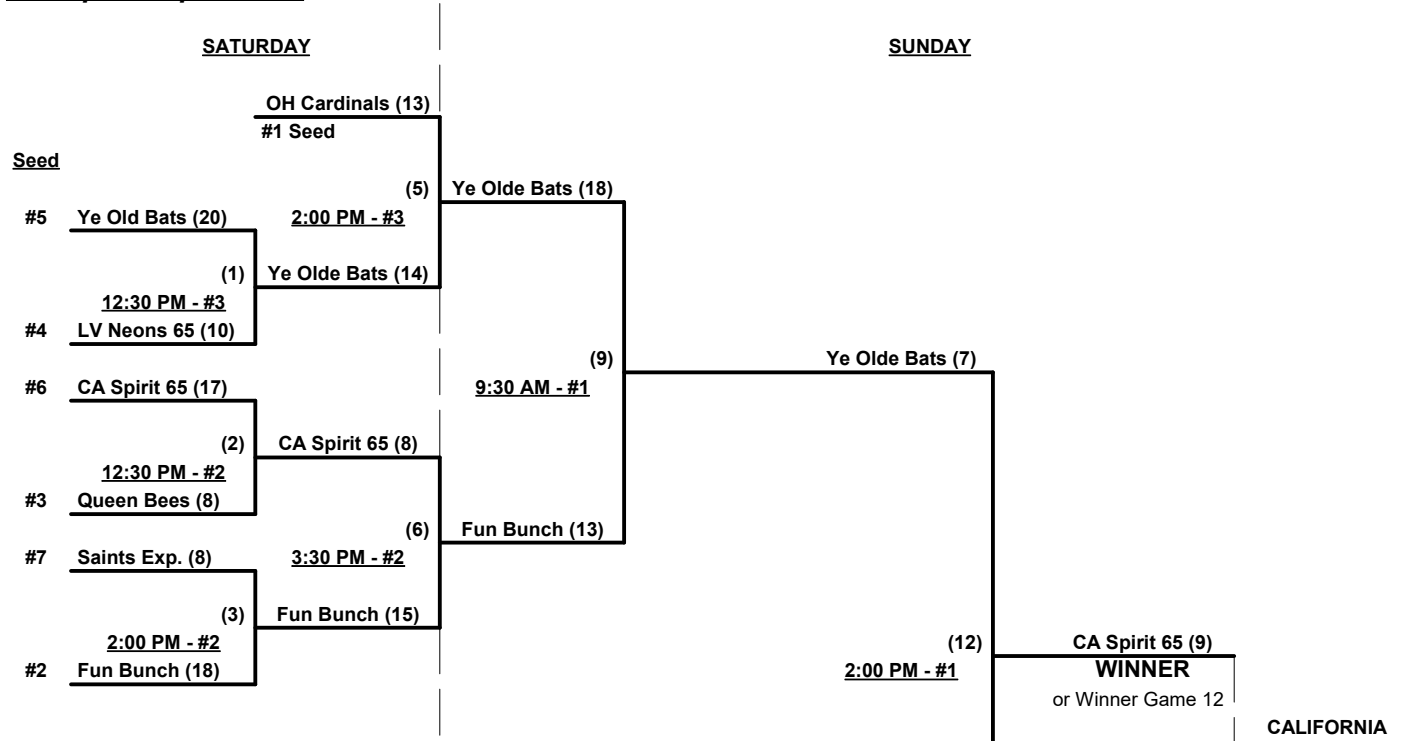 SATURDAY
SUNDAY
OH Cardinals (13)
#1 Seed
Seed
(5)
Ye Olde Bats (18)
#5
Ye Old Bats (20)
2:00 PM - #3
(1)
Ye Olde Bats (14)
12:30 PM - #3
#4
LV Neons 65 (10)
(9)
Ye Olde Bats (7)
#6
CA Spirit 65 (17)
9:30 AM - #1
(2)
CA Spirit 65 (8)
12:30 PM - #2
#3
Queen Bees (8)
(6)
Fun Bunch (13)
#7
Saints Exp. (8)
3:30 PM - #2
(3)
Fun Bunch (15)
2:00 PM - #2
(12)
CA Spirit 65 (9)
#2
Fun Bunch (18)
2:00 PM - #1
WINNER
or Winner Game 12
CALIFORNIA